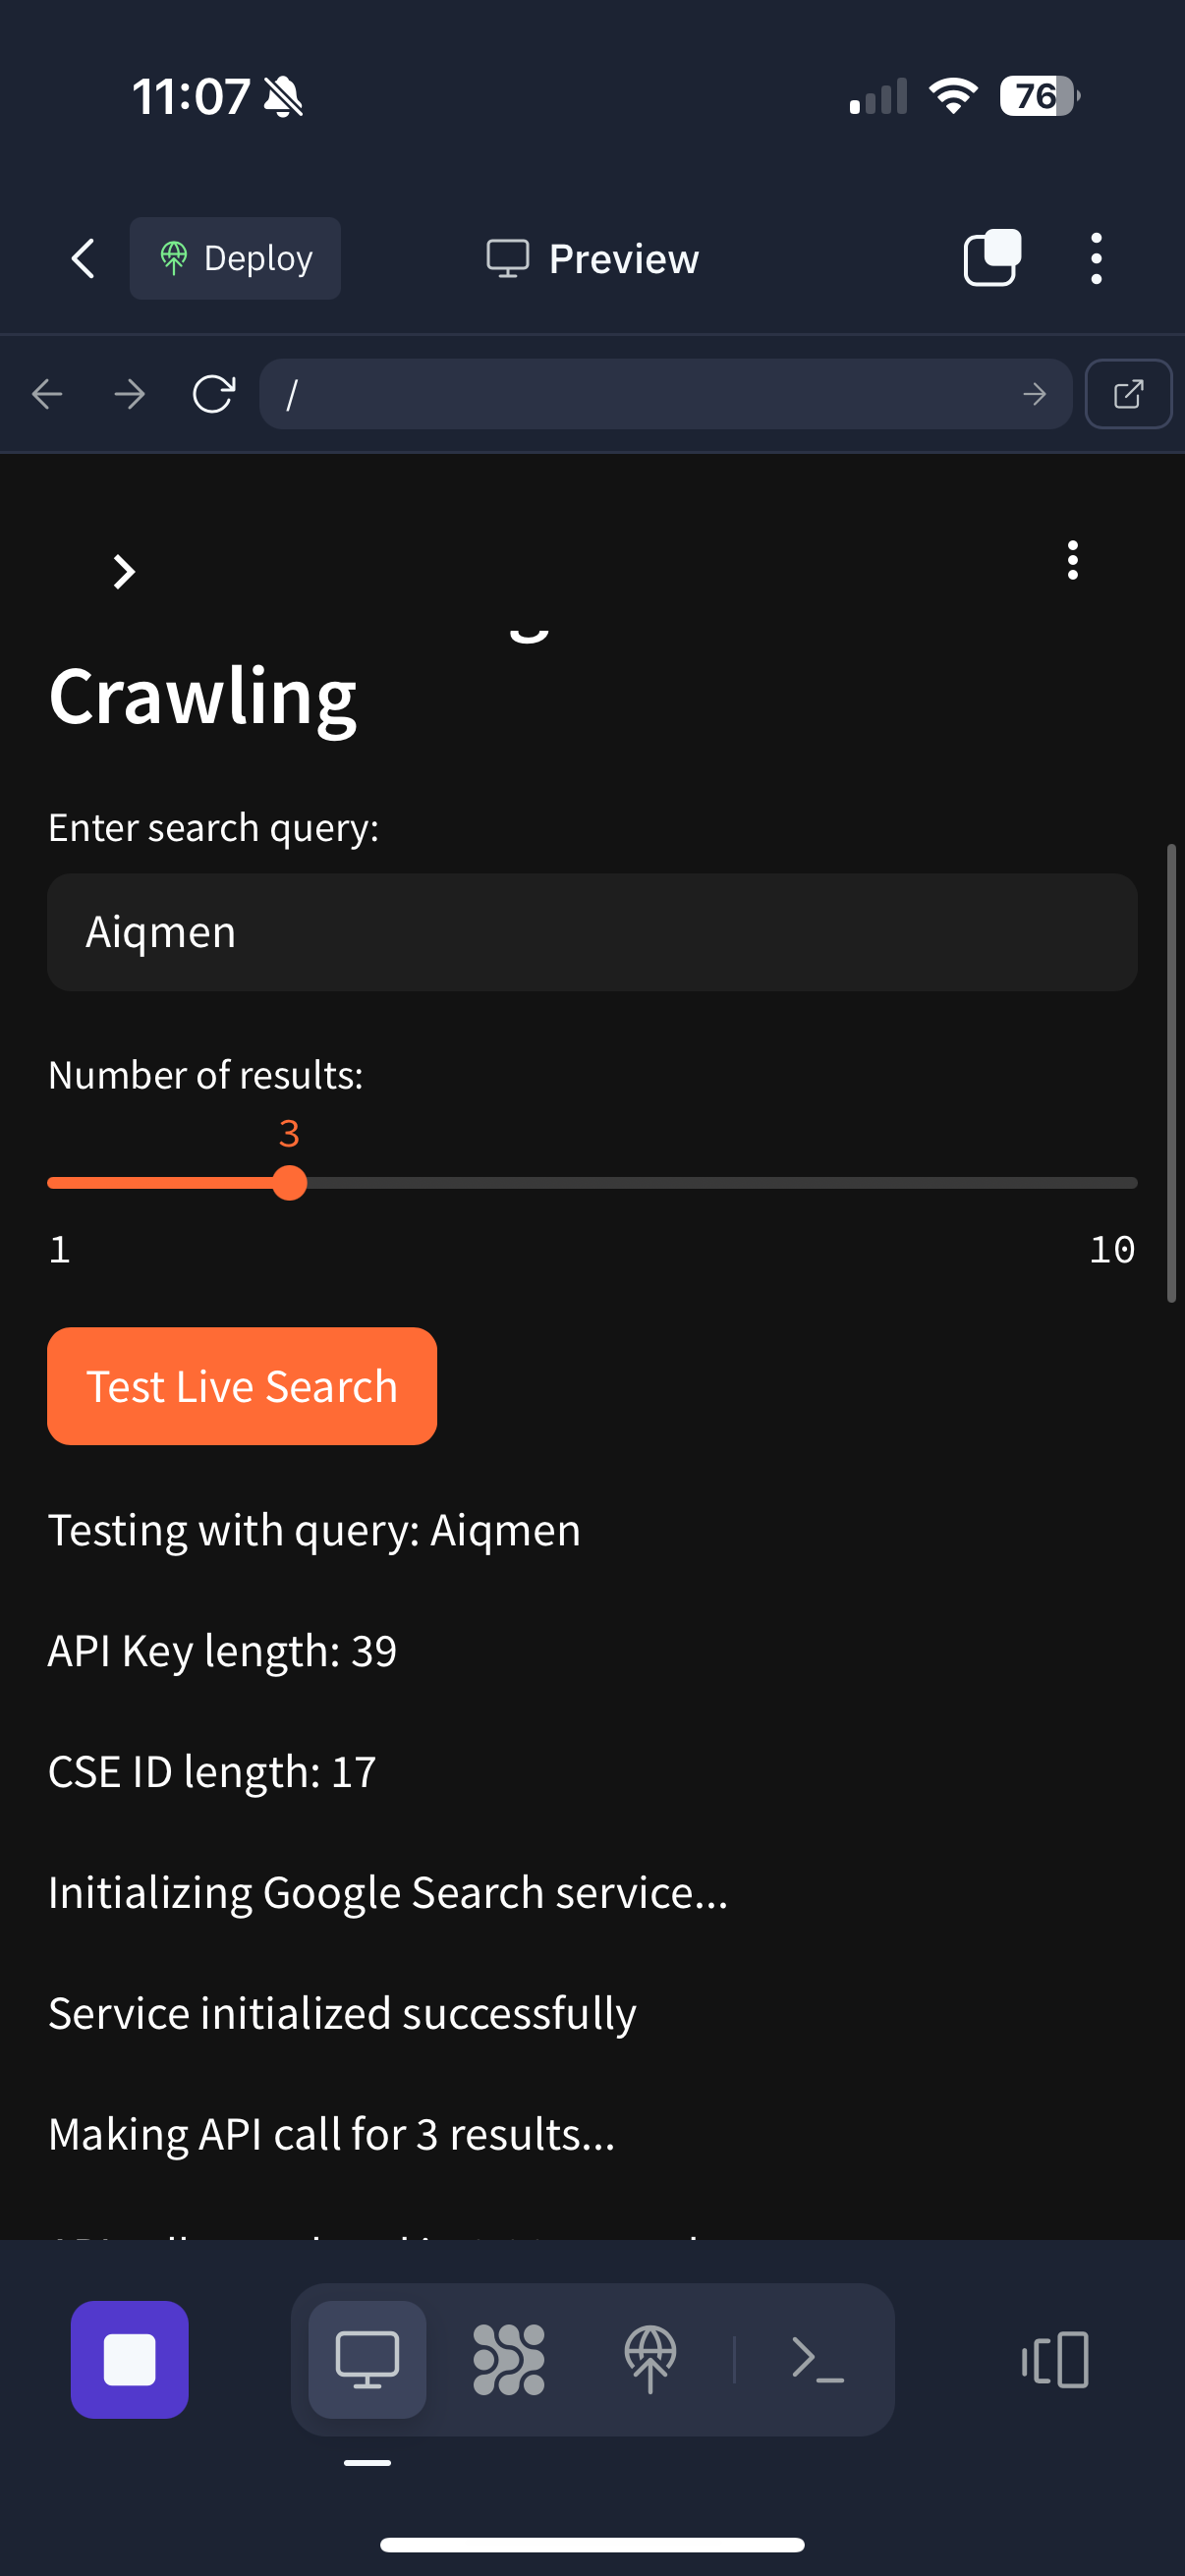 11:07
76
Deploy
Preview
/
Crawling
Enter search query:
Aiqmen
Number of results:
3
1
10
Test Live Search
Testing with query: Aiqmen
API Key length: 39
CSE ID length: 17
Initializing Google Search service...
Service initialized successfully
Making API call for 3 results...